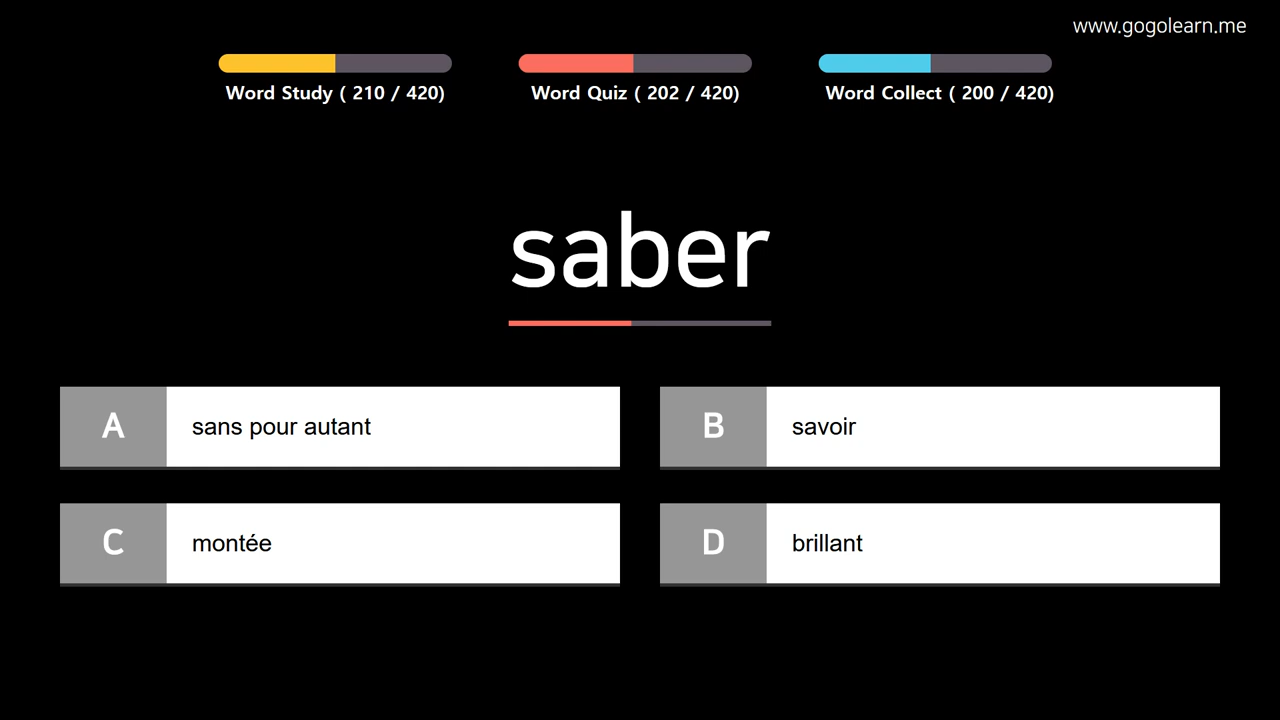 www.gogolearn.me
Word Study ( 210 / 420)
Word Quiz ( 202 / 420)
Word Collect ( 200 / 420)
saber
A
sans pour autant
B
savoir
C
montée
D
brillant